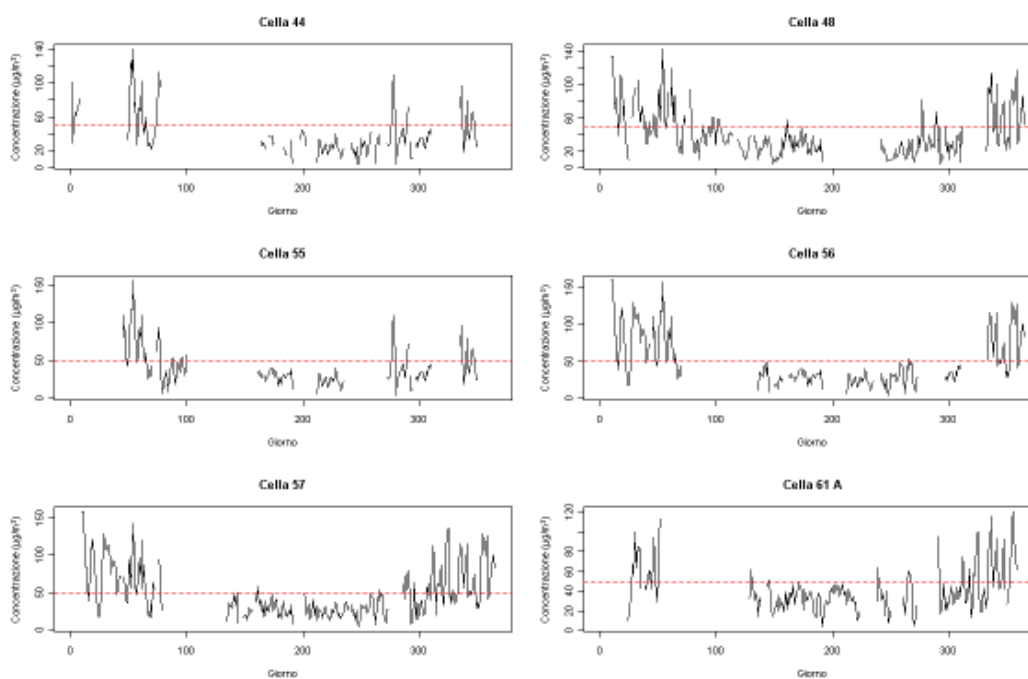 Cella 44
Concentrazione (µg/m³)
0 20 60 100 140
0 100 200 300
Giorno
Cella 48
Concentrazione (µg/m³)
0 20 60 100 140
0 100 200 300
Giorno
Cella 55
Concentrazione (µg/m³)
0 50 100 150
0 100 200 300
Giorno
Cella 56
Concentrazione (µg/m³)
0 50 100 150
0 100 200 300
Giorno
Cella 57
Concentrazione (µg/m³)
0 50 100 150
0 100 200 300
Giorno
Cella 61 A
Concentrazione (µg/m³)
0 20 40 60 80 120
0 100 200 300
Giorno